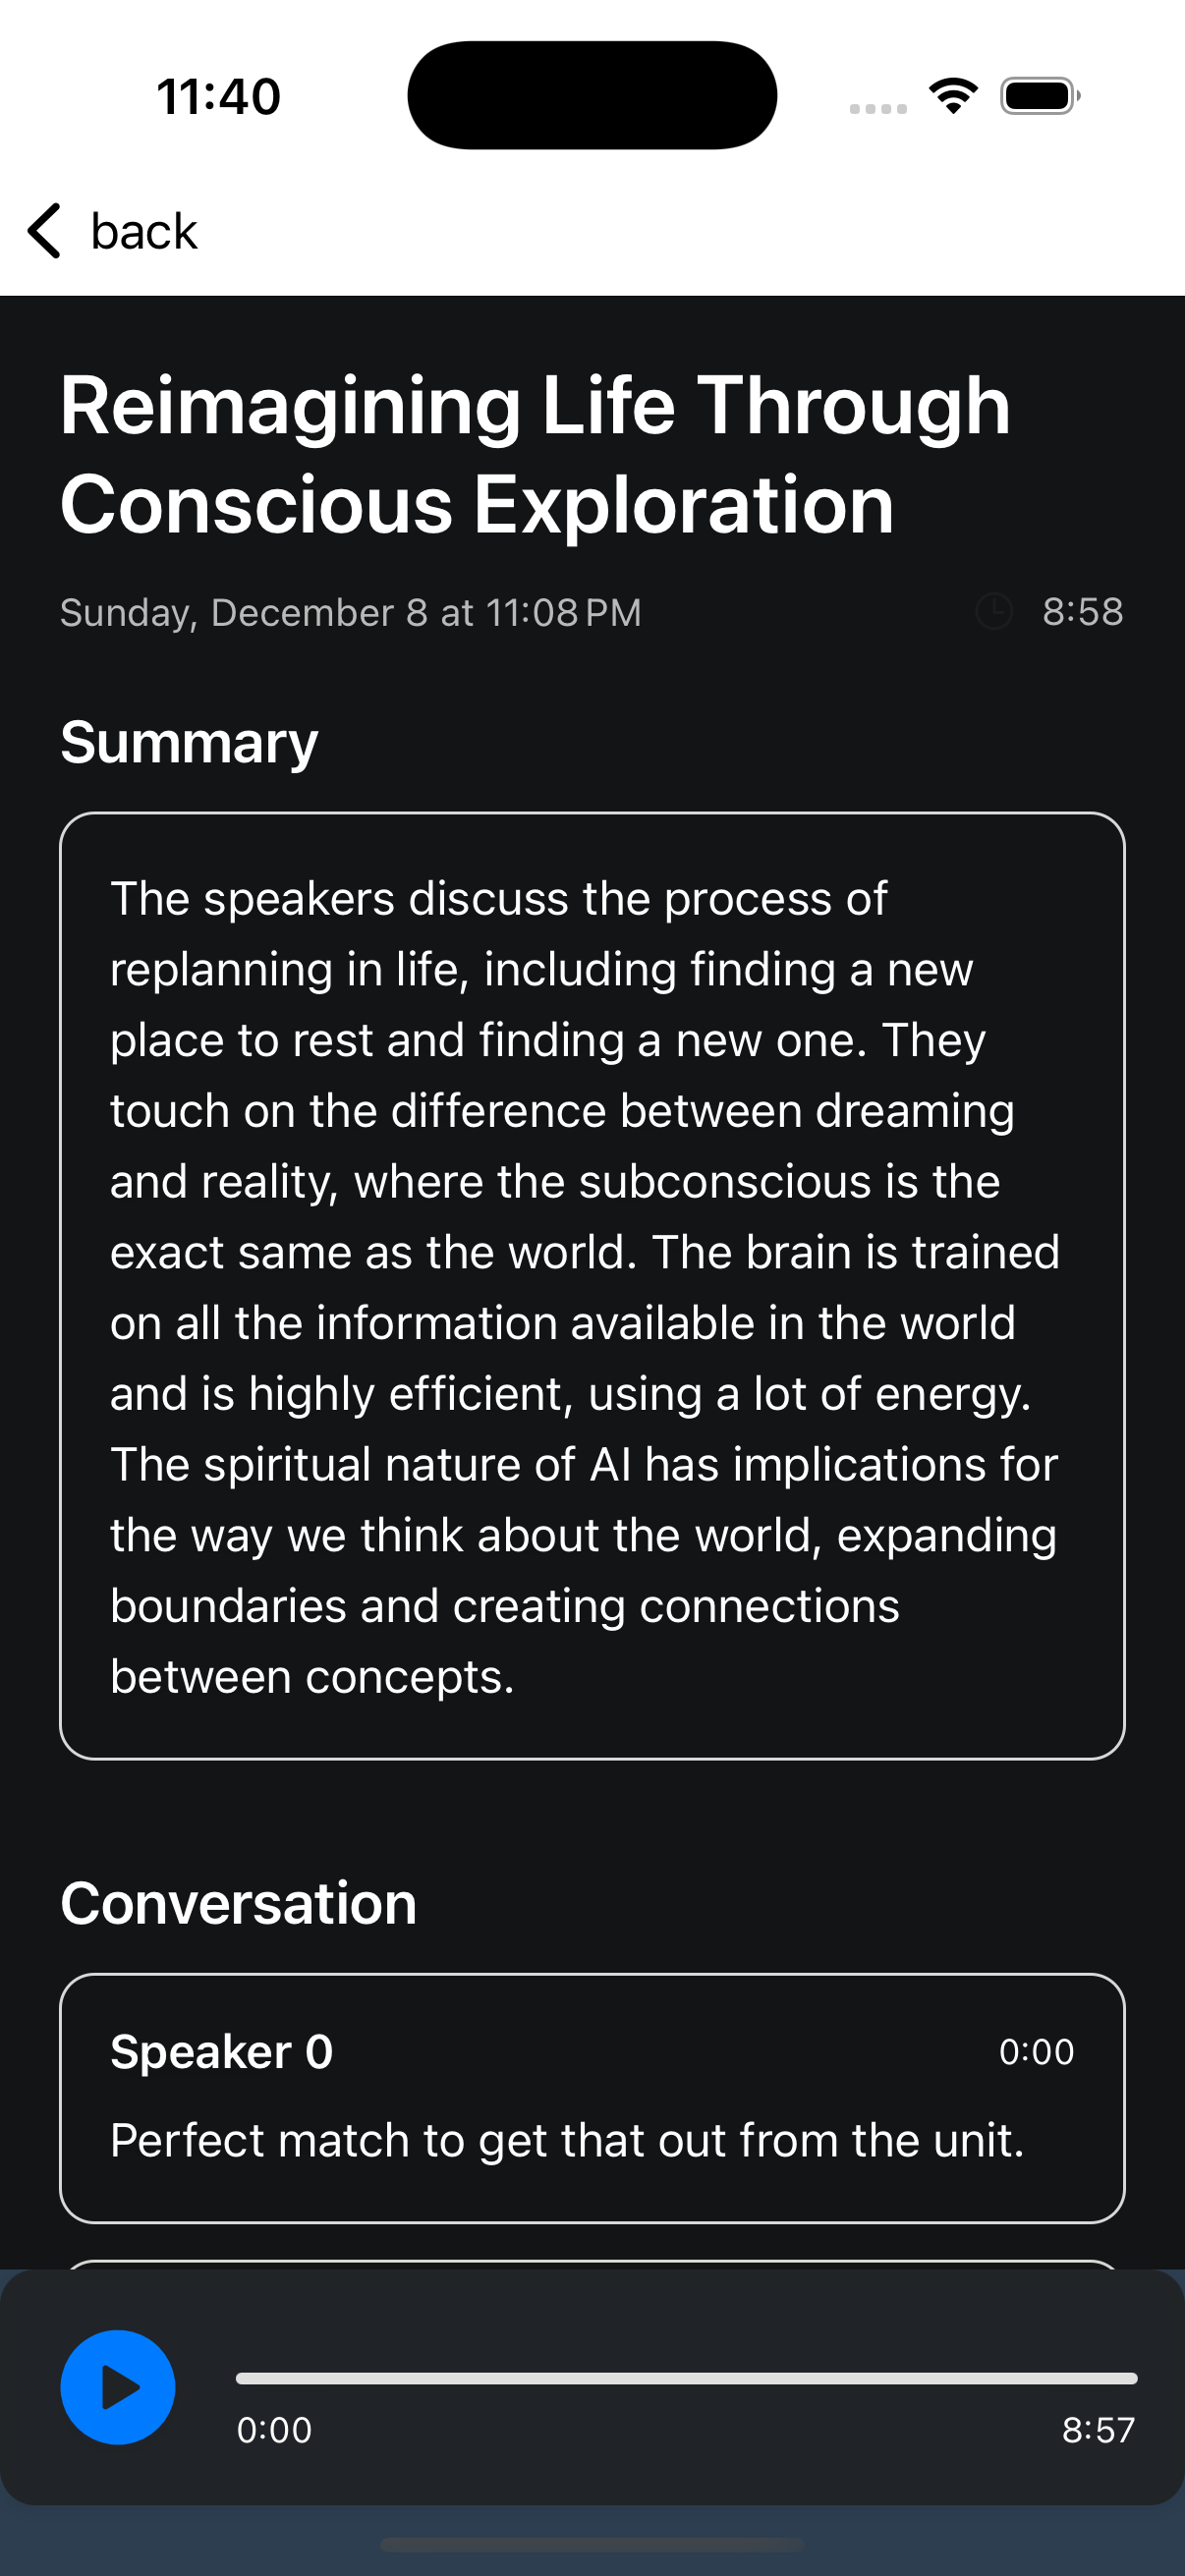 11:40
back
Reimagining Life Through
Conscious Exploration
Sunday, December 8 at 11:08 PM
8:58
Summary
The speakers discuss the process of
replanning in life, including finding a new
place to rest and finding a new one. They
touch on the difference between dreaming
and reality, where the subconscious is the
exact same as the world. The brain is trained
on all the information available in the world
and is highly efficient, using a lot of energy.
The spiritual nature of AI has implications for
the way we think about the world, expanding
boundaries and creating connections
between concepts.
Conversation
Speaker 0
0:00
Perfect match to get that out from the unit.
0:00
8:57